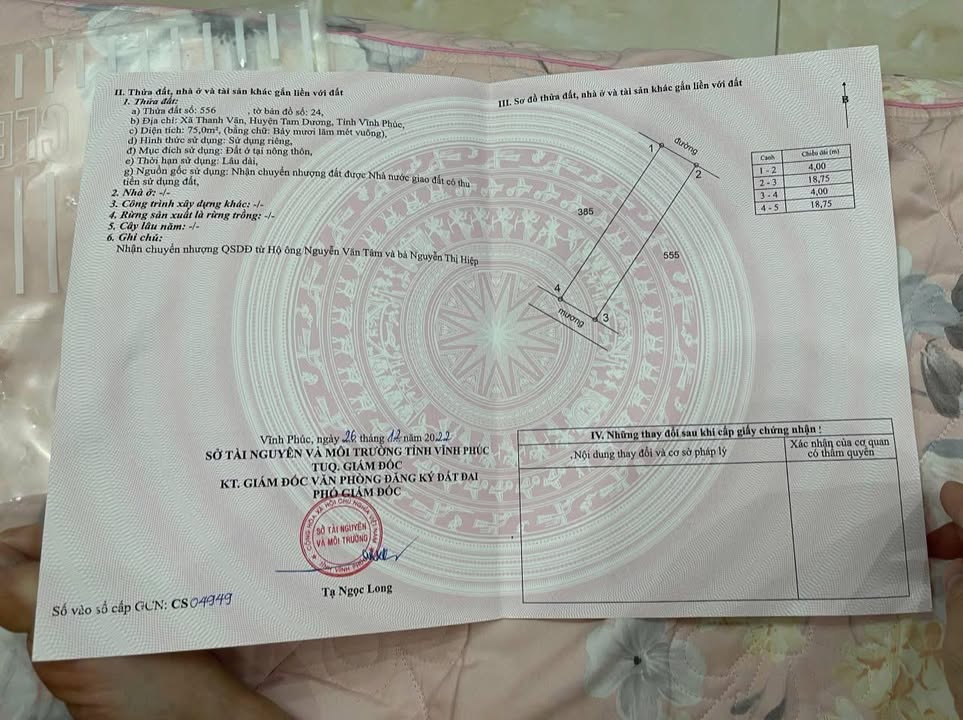 II. Thửa đất, nhà ở và tài sản khác gắn liền với đất
1. Thửa đất:
a) Thửa đất số: 556 , tờ bản đồ số: 24,
b) Địa chỉ: Xã Thanh Vân, Huyện Tam Dương, Tỉnh Vĩnh Phúc,
c) Diện tích: 75,0m², (bằng chữ: Bảy mươi lăm mét vuông),
d) Hình thức sử dụng: Sử dụng riêng,
đ) Mục đích sử dụng: Đất ở tại nông thôn,
e) Thời hạn sử dụng: Lâu dài,
g) Nguồn gốc sử dụng: Nhận chuyển nhượng đất được Nhà nước giao đất có thu
tiền sử dụng đất,
2. Nhà ở: -/-
3. Công trình xây dựng khác: -/-
4. Rừng sản xuất là rừng trồng: -/-
5. Cây lâu năm: -/-
6. Ghi chú:
Nhận chuyển nhượng QSDĐ từ Hộ ông Nguyễn Văn Tâm và bà Nguyễn Thị Hiệp
Vĩnh Phúc, ngày 26 tháng 12 năm 2022
SỞ TÀI NGUYÊN VÀ MÔI TRƯỜNG TỈNH VĨNH PHÚC
TUQ. GIÁM ĐỐC
KT. GIÁM ĐỐC VĂN PHÒNG ĐĂNG KÝ ĐẤT ĐAI
PHÓ GIÁM ĐỐC
CỘNG HÒA XÃ HỘI CHỦ NGHĨA VIỆT NAM
SỞ TÀI NGUYÊN
VÀ MÔI TRƯỜNG
TỈNH VĨNH PHÚC
Tạ Ngọc Long
Số vào sổ cấp GCN: CS04949
III. Sơ đồ thửa đất, nhà ở và tài sản khác gắn liền với đất
B
đường
1
2
385
555
4
3
mương
Cạnh Chiều dài (m)
1 - 2 4,00
2 - 3 18,75
3 - 4 4,00
4 - 5 18,75
IV. Những thay đổi sau khi cấp giấy chứng nhận
Nội dung thay đổi và cơ sở pháp lý
Xác nhận của cơ quan
có thẩm quyền